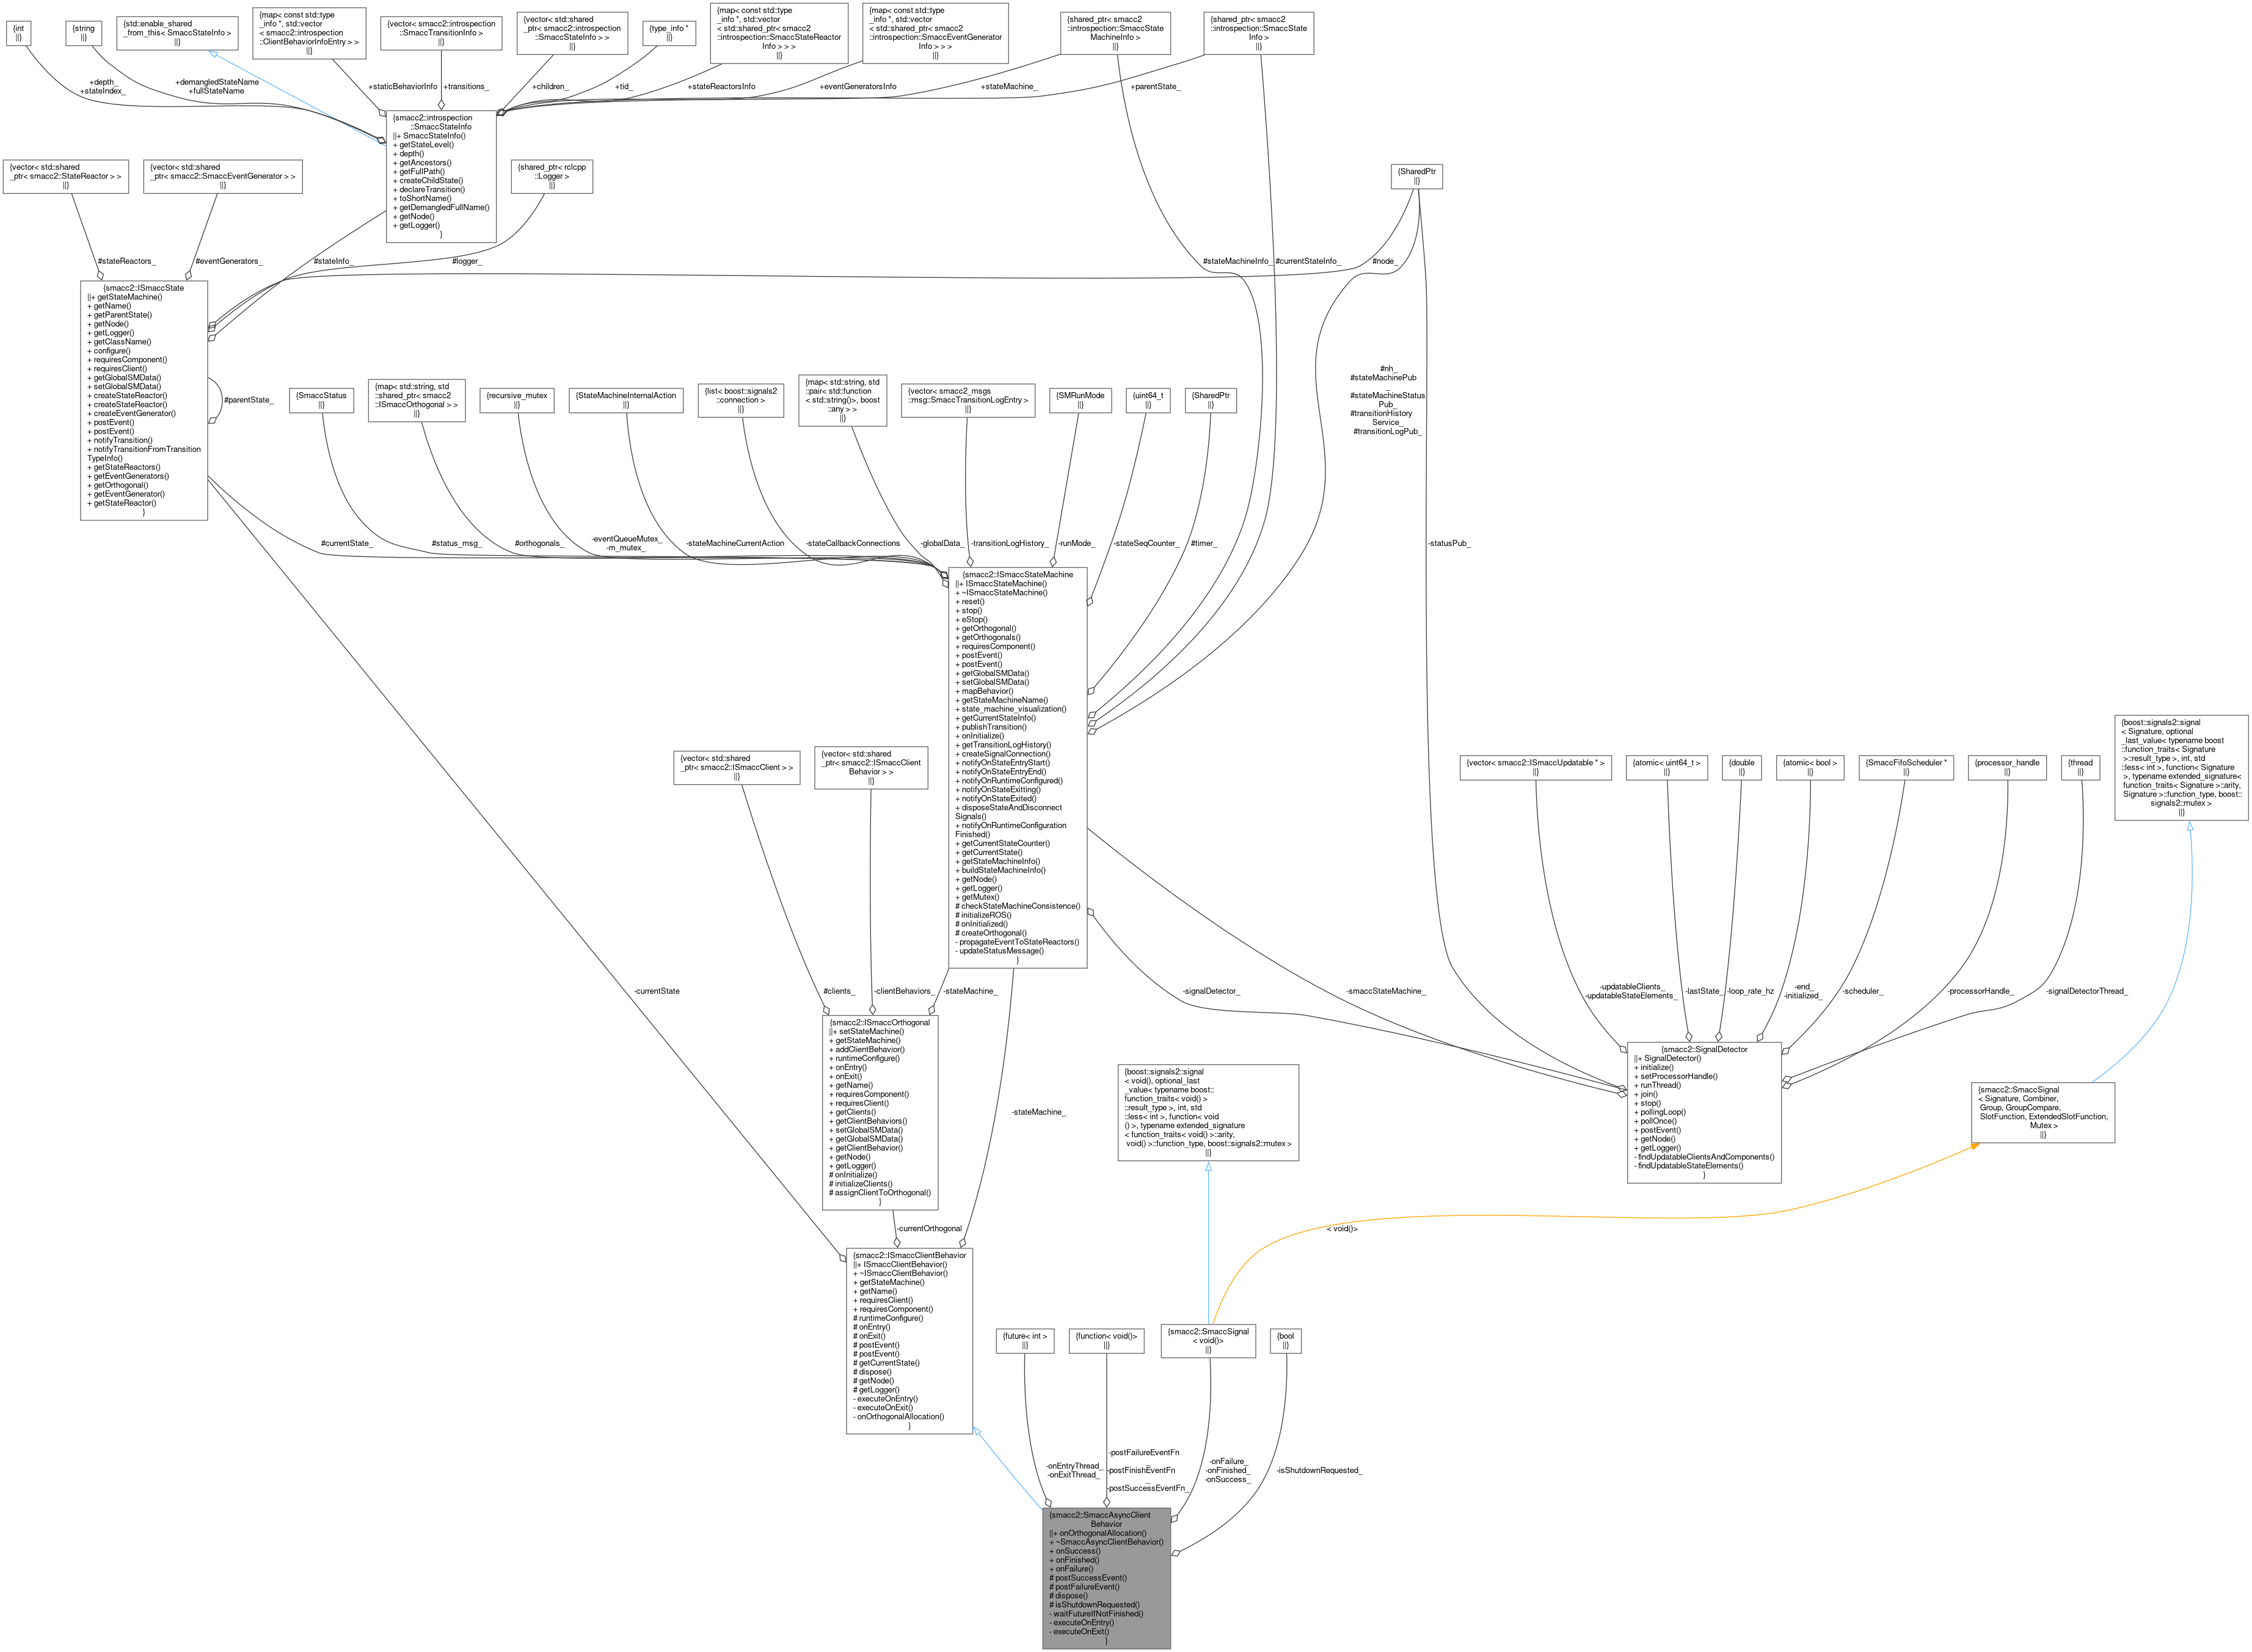 {int
||}
{string
||}
{std::enable_shared
_from_this< SmaccStateInfo >
||}
{map< const std::type
_info *, std::vector
< smacc2::introspection
::ClientBehaviorInfoEntry > >
||}
{vector< smacc2::introspection
::SmaccTransitionInfo >
||}
{vector< std::shared
_ptr< smacc2::introspection
::SmaccStateInfo > >
||}
{type_info *
||}
{map< const std::type
_info *, std::vector
< std::shared_ptr< smacc2
::introspection::SmaccStateReactor
Info > > >
||}
{map< const std::type
_info *, std::vector
< std::shared_ptr< smacc2
::introspection::SmaccEventGenerator
Info > > >
||}
{shared_ptr< smacc2
::introspection::SmaccState
MachineInfo >
||}
{shared_ptr< smacc2
::introspection::SmaccState
Info >
||}
+depth_
+stateIndex_
+demangledStateName
+fullStateName
+staticBehaviorInfo
+transitions_
+children_
+tid_
+stateReactorsInfo
+eventGeneratorsInfo
+stateMachine_
+parentState_
{smacc2::introspection
::SmaccStateInfo
||+ SmaccStateInfo()
+ getStateLevel()
+ depth()
+ getAncestors()
+ getFullPath()
+ createChildState()
+ declareTransition()
+ toShortName()
+ getDemangledFullName()
+ getNode()
+ getLogger()
}
{vector< std::shared
_ptr< smacc2::StateReactor > >
||}
{vector< std::shared
_ptr< smacc2::SmaccEventGenerator > >
||}
{shared_ptr< rclcpp
::Logger >
||}
{SharedPtr
||}
#stateReactors_
#eventGenerators_
#stateInfo_
#logger_
#stateMachineInfo_
#currentStateInfo_
#node_
{smacc2::ISmaccState
||+ getStateMachine()
+ getName()
+ getParentState()
+ getNode()
+ getLogger()
+ getClassName()
+ configure()
+ requiresComponent()
+ requiresClient()
+ getGlobalSMData()
+ setGlobalSMData()
+ createStateReactor()
+ createStateReactor()
+ createEventGenerator()
+ postEvent()
+ postEvent()
+ notifyTransition()
+ notifyTransitionFromTransition
TypeInfo()
+ getStateReactors()
+ getEventGenerators()
+ getOrthogonal()
+ getEventGenerator()
+ getStateReactor()
}
#parentState_
{SmaccStatus
||}
{map< std::string, std
::shared_ptr< smacc2
::ISmaccOrthogonal > >
||}
{recursive_mutex
||}
{StateMachineInternalAction
||}
{list< boost::signals2
::connection >
||}
{map< std::string, std
::pair< std::function
< std::string()>, boost
::any > >
||}
{vector< smacc2_msgs
::msg::SmaccTransitionLogEntry >
||}
{SMRunMode
||}
{uint64_t
||}
{SharedPtr
||}
#nh_
#stateMachinePub
_
#stateMachineStatus
Pub_
#transitionHistory
Service_
#transitionLogPub_
#currentState_
#status_msg_
#orthogonals_
-eventQueueMutex_
-m_mutex_
-stateMachineCurrentAction
-stateCallbackConnections
-globalData_
-transitionLogHistory_
-runMode_
-stateSeqCounter_
#timer_
-statusPub_
{smacc2::ISmaccStateMachine
||+ ISmaccStateMachine()
+ ~ISmaccStateMachine()
+ reset()
+ stop()
+ eStop()
+ getOrthogonal()
+ getOrthogonals()
+ requiresComponent()
+ postEvent()
+ postEvent()
+ getGlobalSMData()
+ setGlobalSMData()
+ mapBehavior()
+ getStateMachineName()
+ state_machine_visualization()
+ getCurrentStateInfo()
+ publishTransition()
+ onInitialize()
+ getTransitionLogHistory()
+ createSignalConnection()
+ notifyOnStateEntryStart()
+ notifyOnStateEntryEnd()
+ notifyOnRuntimeConfigured()
+ notifyOnStateExitting()
+ notifyOnStateExited()
+ disposeStateAndDisconnect
Signals()
+ notifyOnRuntimeConfiguration
Finished()
+ getCurrentStateCounter()
+ getCurrentState()
+ getStateMachineInfo()
+ buildStateMachineInfo()
+ getNode()
+ getLogger()
+ getMutex()
# checkStateMachineConsistence()
# initializeROS()
# onInitialized()
# createOrthogonal()
- propagateEventToStateReactors()
- updateStatusMessage()
}
{vector< std::shared
_ptr< smacc2::ISmaccClient > >
||}
{vector< std::shared
_ptr< smacc2::ISmaccClient
Behavior > >
||}
{vector< smacc2::ISmaccUpdatable * >
||}
{atomic< uint64_t >
||}
{double
||}
{atomic< bool >
||}
{SmaccFifoScheduler *
||}
{processor_handle
||}
{thread
||}
{boost::signals2::signal
< Signature, optional
_last_value< typename boost
::function_traits< Signature
>::result_type >, int, std
::less< int >, function< Signature
>, typename extended_signature<
function_traits< Signature >::arity,
Signature >::function_type, boost::
signals2::mutex >
||}
-currentState
#clients_
-clientBehaviors_
-stateMachine_
-signalDetector_
-smaccStateMachine_
-updatableClients_
-updatableStateElements_
-lastState_
-loop_rate_hz
-end_
-initialized_
-scheduler_
-processorHandle_
-signalDetectorThread_
{smacc2::ISmaccOrthogonal
||+ setStateMachine()
+ getStateMachine()
+ addClientBehavior()
+ runtimeConfigure()
+ onEntry()
+ onExit()
+ getName()
+ requiresComponent()
+ requiresClient()
+ getClients()
+ getClientBehaviors()
+ setGlobalSMData()
+ getGlobalSMData()
+ getClientBehavior()
+ getNode()
+ getLogger()
# onInitialize()
# initializeClients()
# assignClientToOrthogonal()
}
-stateMachine_
{boost::signals2::signal
< void(), optional_last
_value< typename boost::
function_traits< void() >
::result_type >, int, std
::less< int >, function< void
() >, typename extended_signature
< function_traits< void() >::arity,
void() >::function_type, boost::signals2::mutex >
||}
{smacc2::SignalDetector
||+ SignalDetector()
+ initialize()
+ setProcessorHandle()
+ runThread()
+ join()
+ stop()
+ pollingLoop()
+ pollOnce()
+ postEvent()
+ getNode()
+ getLogger()
- findUpdatableClientsAndComponents()
- findUpdatableStateElements()
}
{smacc2::SmaccSignal
< Signature, Combiner,
Group, GroupCompare,
SlotFunction, ExtendedSlotFunction,
Mutex >
||}
-currentOrthogonal
< void()>
{smacc2::ISmaccClientBehavior
||+ ISmaccClientBehavior()
+ ~ISmaccClientBehavior()
+ getStateMachine()
+ getName()
+ requiresClient()
+ requiresComponent()
# runtimeConfigure()
# onEntry()
# onExit()
# postEvent()
# postEvent()
# getCurrentState()
# dispose()
# getNode()
# getLogger()
- executeOnEntry()
- executeOnExit()
- onOrthogonalAllocation()
}
{future< int >
||}
{function< void()>
||}
{smacc2::SmaccSignal
< void()>
||}
{bool
||}
-onEntryThread_
-onExitThread_
-postFailureEventFn
_
-postFinishEventFn
_
-postSuccessEventFn_
-onFailure_
-onFinished_
-onSuccess_
-isShutdownRequested_
{smacc2::SmaccAsyncClient
Behavior
||+ onOrthogonalAllocation()
+ ~SmaccAsyncClientBehavior()
+ onSuccess()
+ onFinished()
+ onFailure()
# postSuccessEvent()
# postFailureEvent()
# dispose()
# isShutdownRequested()
- waitFutureIfNotFinished()
- executeOnEntry()
- executeOnExit()
}